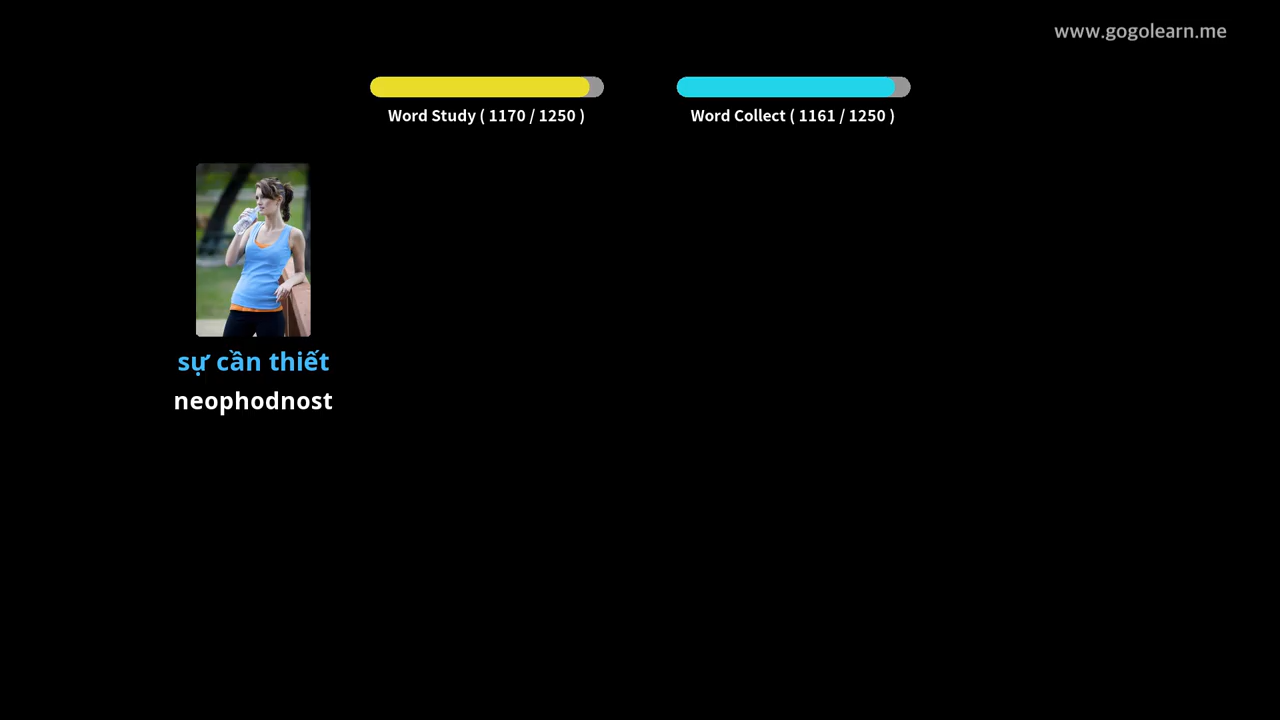 www.gogolearn.me
Word Study ( 1170 / 1250 )
Word Collect ( 1161 / 1250 )
sự cần thiết
neophodnost